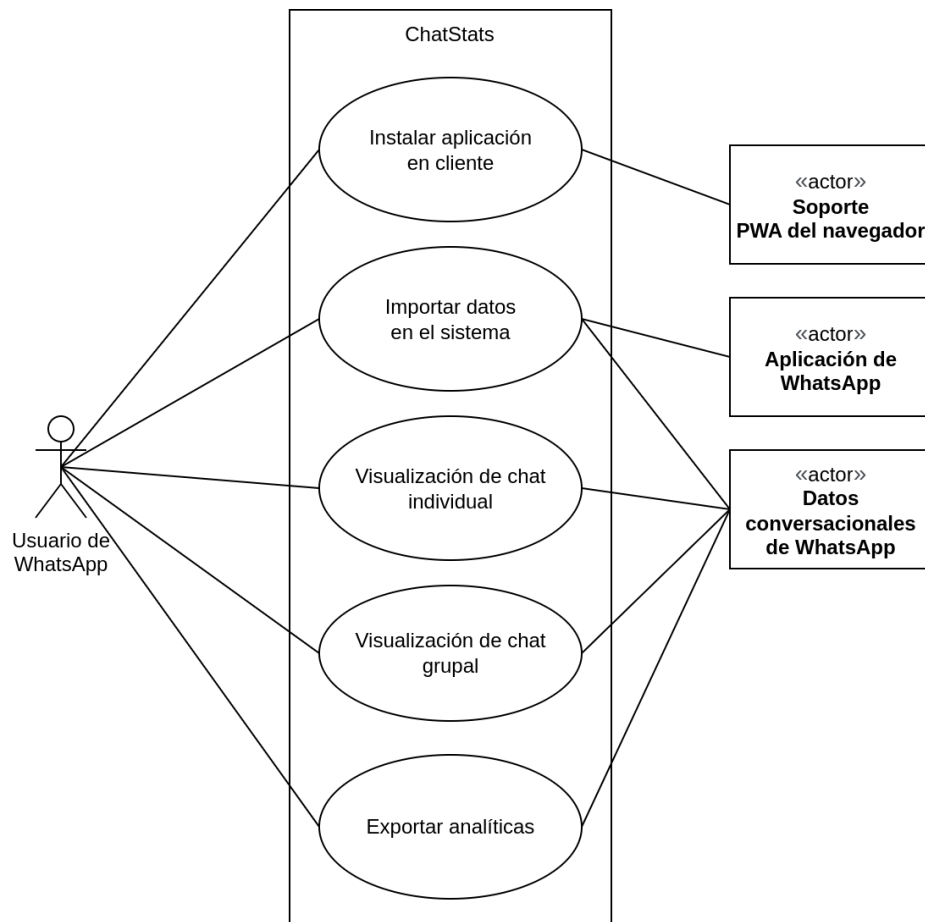 ChatStats
Instalar aplicación
en cliente
Importar datos
en el sistema
Visualización de chat
individual
Visualización de chat
grupal
Exportar analíticas
Usuario de
WhatsApp
«actor»
Soporte
PWA del navegador
«actor»
Aplicación de
WhatsApp
«actor»
Datos
conversacionales
de WhatsApp